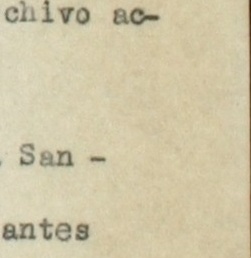 chivo ac-
. San -
antes